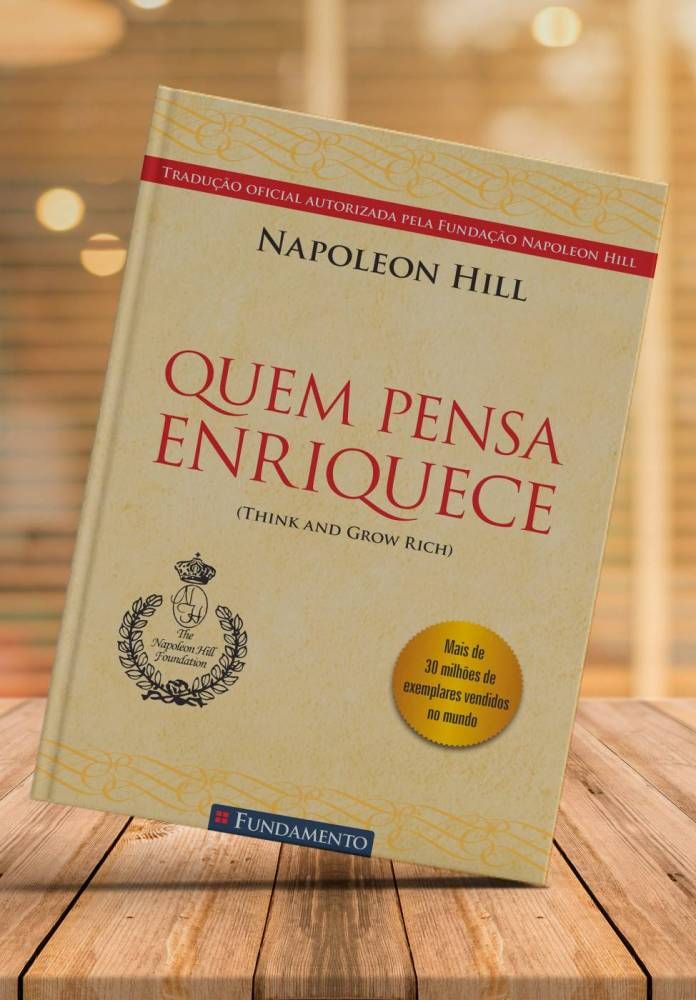 Tradução oficial autorizada pela Fundação Napoleon Hill
Napoleon Hill
QUEM PENSA
ENRIQUECE
(Think and Grow Rich)
NH
The
Napoleon Hill
Foundation
Mais de
30 milhões de
exemplares vendidos
no mundo
Fundamento